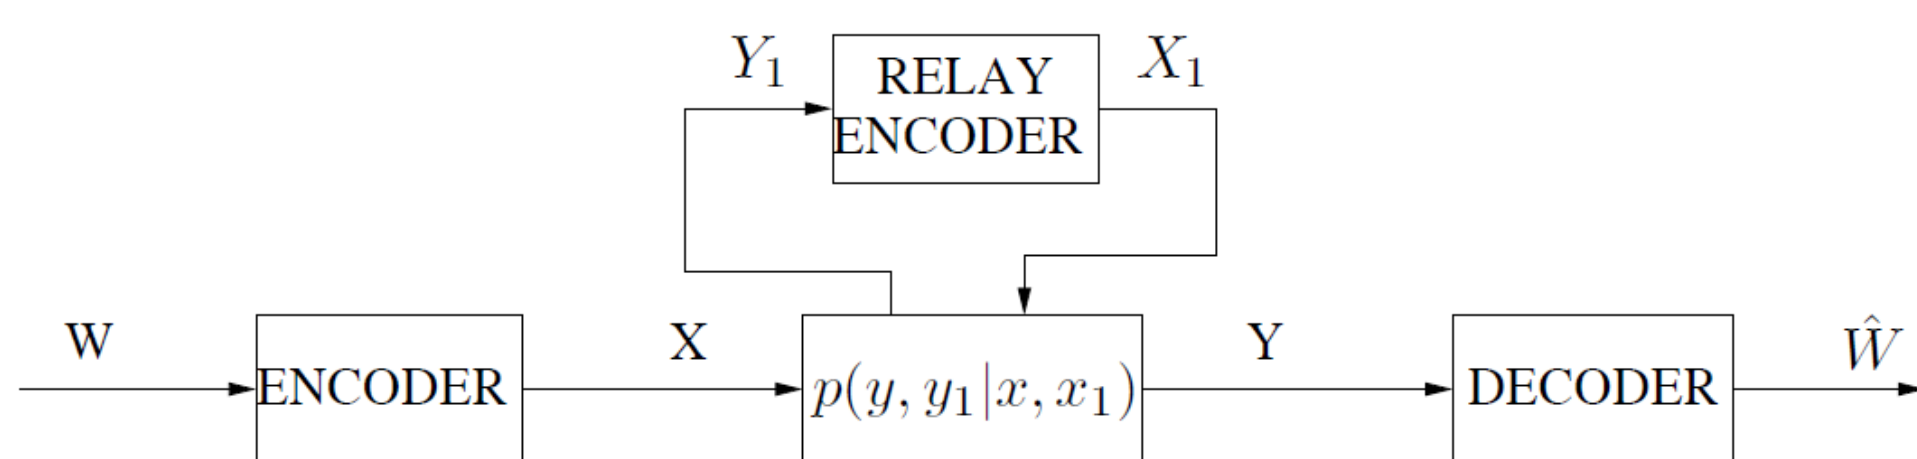 Y₁
RELAY
ENCODER
X₁
W
ENCODER
X
p(y, y₁|x, x₁)
Y
DECODER
Ŵ